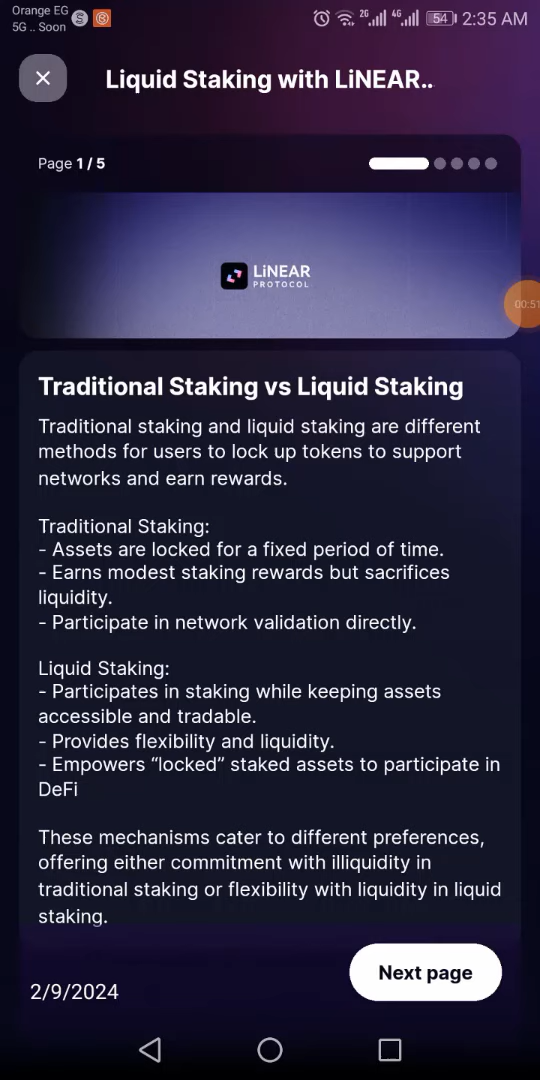 Orange EG
5G .. Soon
2G
4G
54
2:35 AM
Liquid Staking with LiNEAR..
Page 1 / 5
LiNEAR
PROTOCOL
00:51
Traditional Staking vs Liquid Staking
Traditional staking and liquid staking are different
methods for users to lock up tokens to support
networks and earn rewards.
Traditional Staking:
- Assets are locked for a fixed period of time.
- Earns modest staking rewards but sacrifices
liquidity.
- Participate in network validation directly.
Liquid Staking:
- Participates in staking while keeping assets
accessible and tradable.
- Provides flexibility and liquidity.
- Empowers “locked” staked assets to participate in
DeFi
These mechanisms cater to different preferences,
offering either commitment with illiquidity in
traditional staking or flexibility with liquidity in liquid
staking.
Next page
2/9/2024